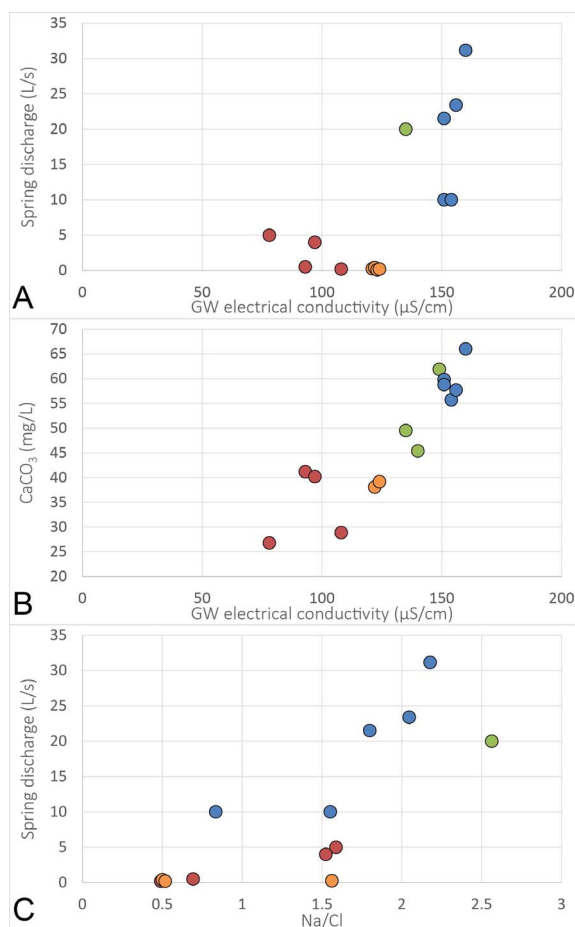 35
30
25
20
15
10
5
0
Spring discharge (L/s)
0 50 100 150 200
GW electrical conductivity (µS/cm)
A
70
65
60
55
50
45
40
35
30
25
20
CaCO₃ (mg/L)
0 50 100 150 200
GW electrical conductivity (µS/cm)
B
35
30
25
20
15
10
5
0
Spring discharge (L/s)
0 0.5 1 1.5 2 2.5 3
Na/Cl
C